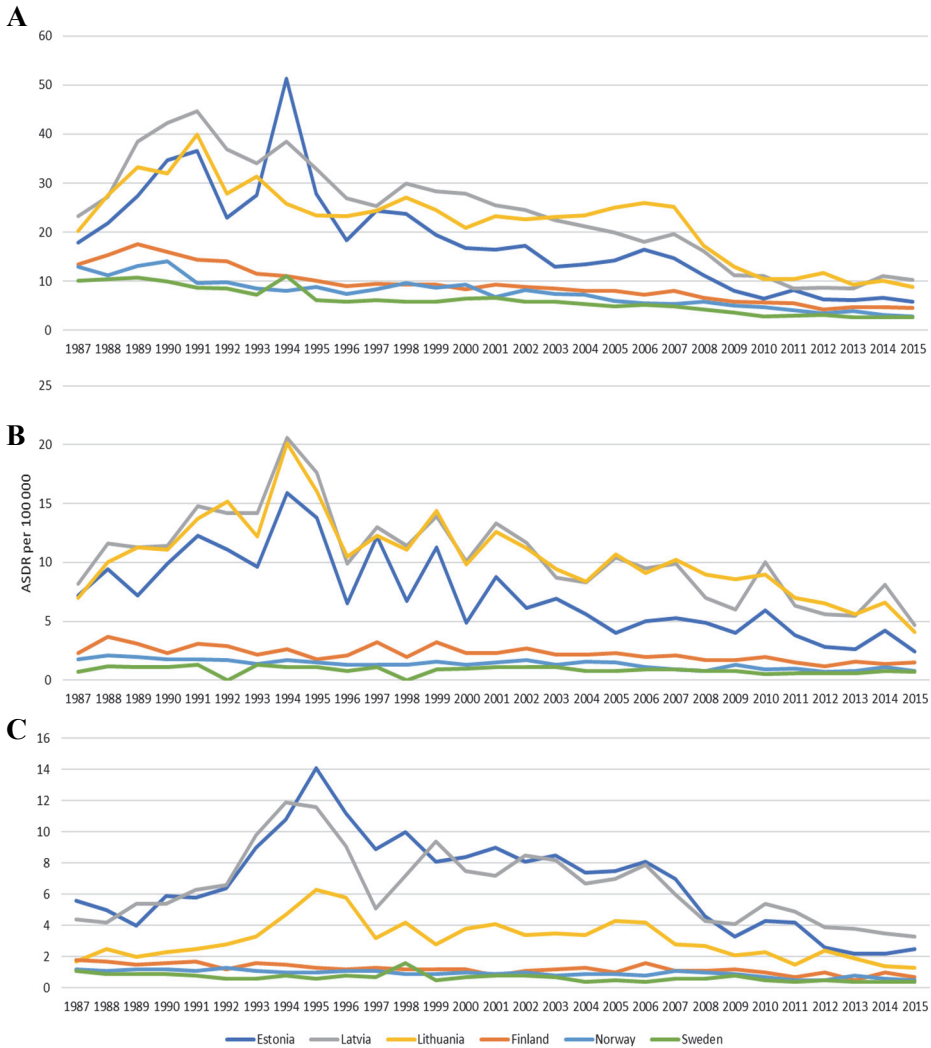 A
60
50
40
30
20
10
0
1987 1988 1989 1990 1991 1992 1993 1994 1995 1996 1997 1998 1999 2000 2001 2002 2003 2004 2005 2006 2007 2008 2009 2010 2011 2012 2013 2014 2015
25
B
20
15
10
5
0
ASDR per 100 000
1987 1988 1989 1990 1991 1992 1993 1994 1995 1996 1997 1998 1999 2000 2001 2002 2003 2004 2005 2006 2007 2008 2009 2010 2011 2012 2013 2014 2015
C
16
14
12
10
8
6
4
2
0
1987 1988 1989 1990 1991 1992 1993 1994 1995 1996 1997 1998 1999 2000 2001 2002 2003 2004 2005 2006 2007 2008 2009 2010 2011 2012 2013 2014 2015
Estonia Latvia Lithuania Finland Norway Sweden